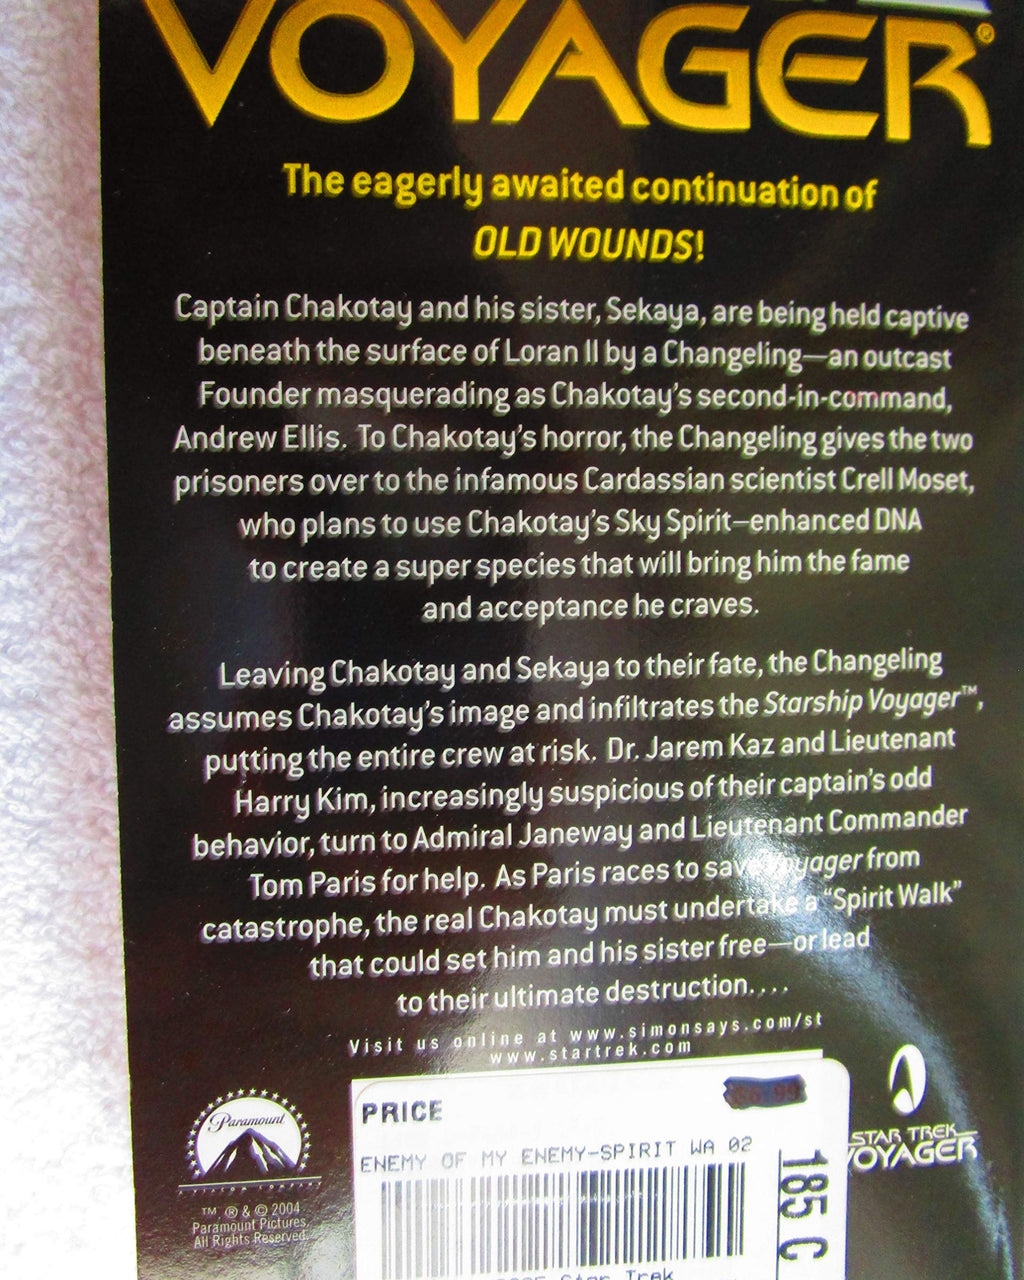 VOYAGER®
The eagerly awaited continuation of
OLD WOUNDS!
Captain Chakotay and his sister, Sekaya, are being held captive
beneath the surface of Loran II by a Changeling—an outcast
Founder masquerading as Chakotay's second-in-command,
Andrew Ellis. To Chakotay's horror, the Changeling gives the two
prisoners over to the infamous Cardassian scientist Crell Moset,
who plans to use Chakotay's Sky Spirit–enhanced DNA
to create a super species that will bring him the fame
and acceptance he craves.
Leaving Chakotay and Sekaya to their fate, the Changeling
assumes Chakotay's image and infiltrates the Starship Voyager™,
putting the entire crew at risk. Dr. Jarem Kaz and Lieutenant
Harry Kim, increasingly suspicious of their captain's odd
behavior, turn to Admiral Janeway and Lieutenant Commander
Tom Paris for help. As Paris races to save Voyager from
catastrophe, the real Chakotay must undertake a "Spirit Walk"
that could set him and his sister free—or lead
to their ultimate destruction....
Visit us online at www.simonsays.com/st
www.startrek.com
Paramount
A VIACOM COMPANY
TM, ® & © 2004
Paramount Pictures.
All Rights Reserved.
PRICE
ENEMY OF MY ENEMY-SPIRIT WA 02
185 C
Star Trek
STAR TREK
VOYAGER